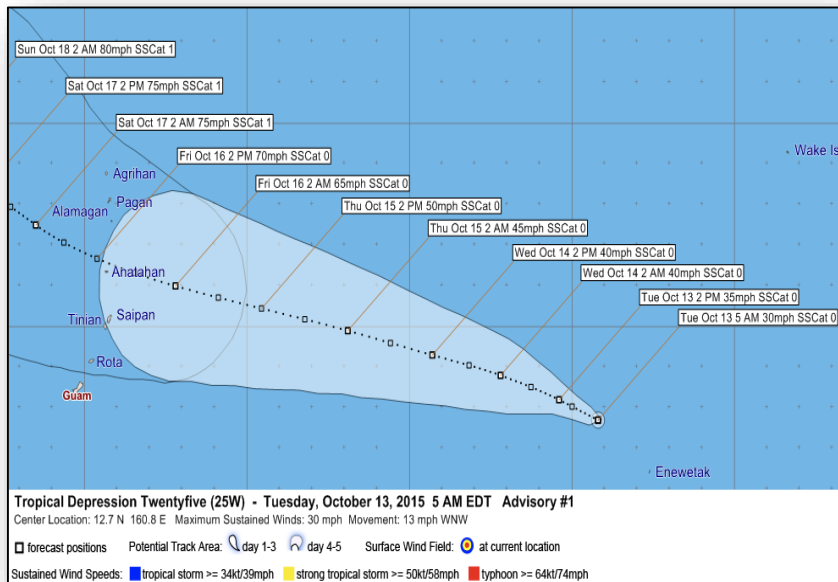 Sun Oct 18 2 AM 80mph SSCat 1
Sat Oct 17 2 PM 75mph SSCat 1
Sat Oct 17 2 AM 75mph SSCat 1
Fri Oct 16 2 PM 70mph SSCat 0
Wake Is
Agrihan
Fri Oct 16 2 AM 65mph SSCat 0
Pagan
Alamagan
Thu Oct 15 2 PM 50mph SSCat 0
Thu Oct 15 2 AM 45mph SSCat 0
Wed Oct 14 2 PM 40mph SSCat 0
Ahatahan
Wed Oct 14 2 AM 40mph SSCat 0
Tue Oct 13 2 PM 35mph SSCat 0
Saipan
Tinian
Tue Oct 13 5 AM 30mph SSCat 0
Rota
Guam
Enewetak
Tropical Depression Twentyfive (25W) - Tuesday, October 13, 2015 5 AM EDT Advisory #1
Center Location: 12.7 N 160.8 E Maximum Sustained Winds: 30 mph Movement: 13 mph WNW
forecast positions Potential Track Area: day 1-3 day 4-5 Surface Wind Field: at current location
Sustained Wind Speeds: tropical storm >= 34kt/39mph strong tropical storm >= 50kt/58mph typhoon >= 64kt/74mph